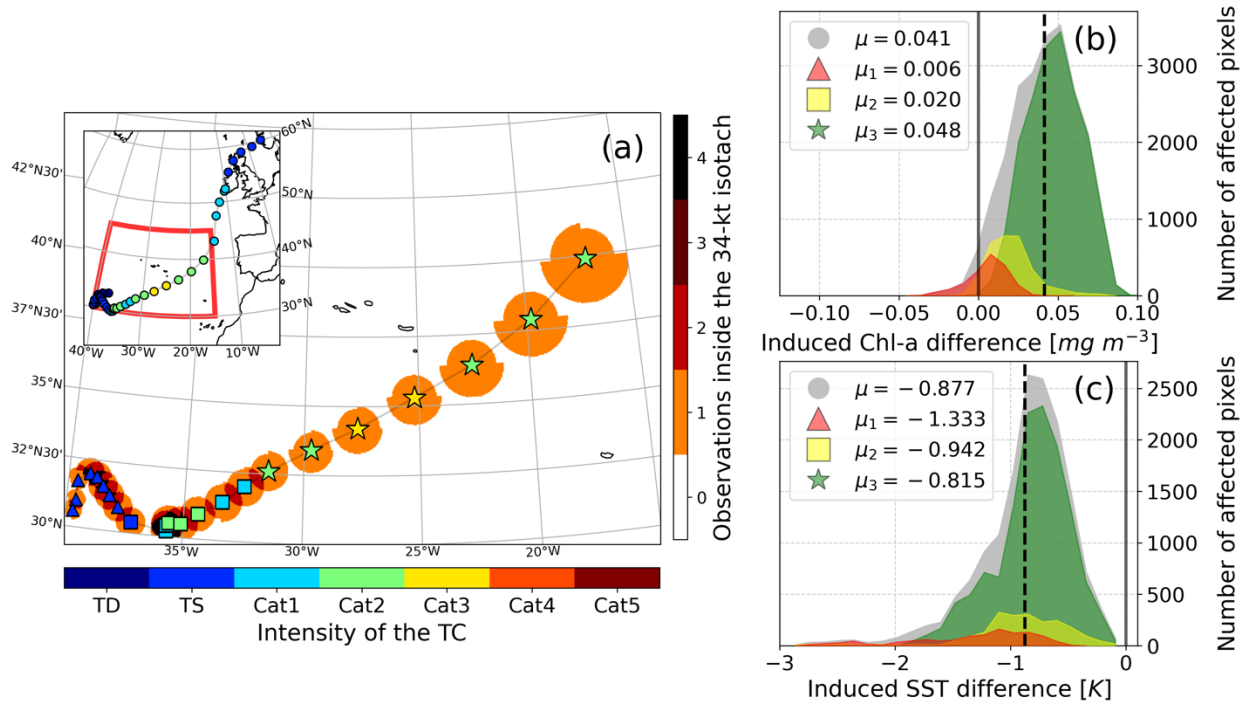 (a)
60°N
50°N
40°N
30°N
40°W
30°W
20°W
10°W
42°N30'
40°N
37°N30'
35°N
32°N30'
30°N
35°W
30°W
25°W
20°W
4
3
2
1
0
Observations inside the 34-kt isotach
TD TS Cat1 Cat2 Cat3 Cat4 Cat5
Intensity of the TC
(b)
μ = 0.041
μ₁ = 0.006
μ₂ = 0.020
μ₃ = 0.048
3000
2000
1000
0
Number of affected pixels
−0.10 −0.05 0.00 0.05 0.10
Induced Chl-a difference [mg m⁻³]
(c)
μ = −0.877
μ₁ = −1.333
μ₂ = −0.942
μ₃ = −0.815
2500
2000
1500
1000
500
0
Number of affected pixels
−3 −2 −1 0
Induced SST difference [K]